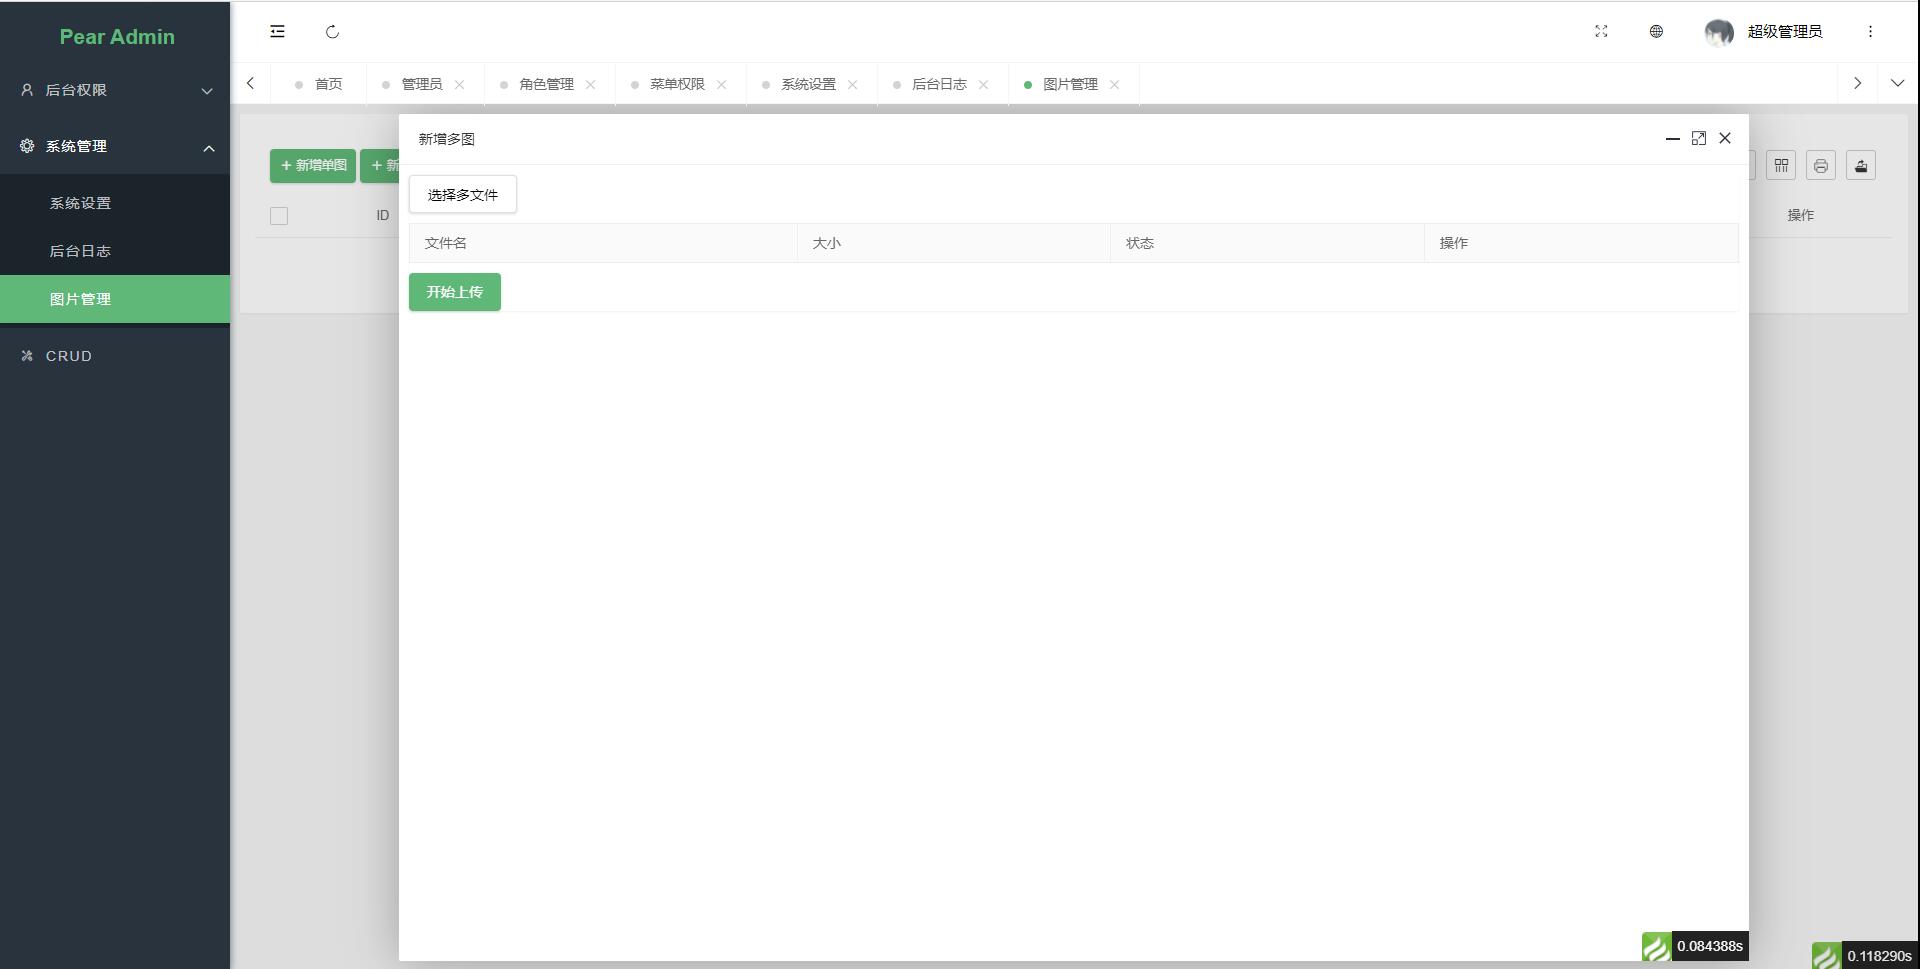 Pear Admin
后台权限
系统管理
系统设置
后台日志
图片管理
CRUD
超级管理员
首页
管理员
角色管理
菜单权限
系统设置
后台日志
图片管理
+ 新增单图
+ 新
ID
操作
新增多图
选择多文件
文件名 大小 状态 操作
开始上传
0.084388s
0.118290s